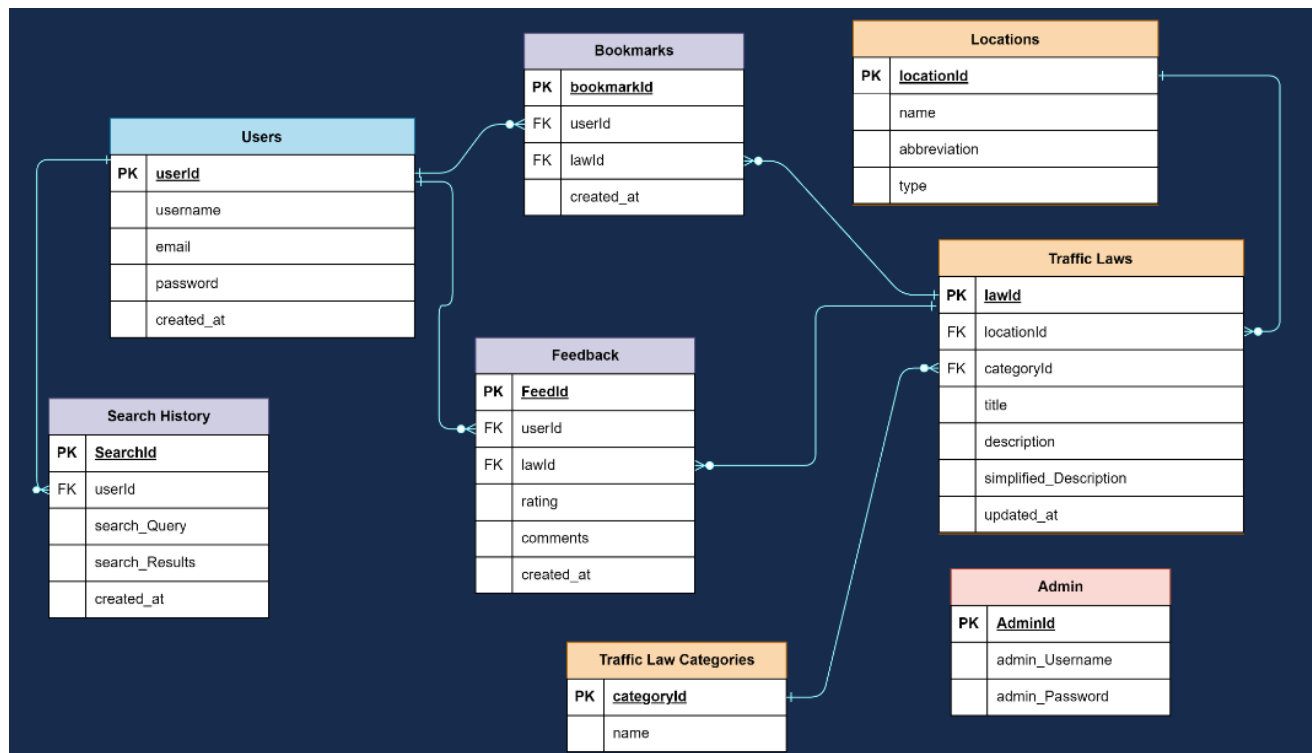 Bookmarks
PK bookmarkId
FK userId
FK lawId
created_at
Locations
PK locationId
name
abbreviation
type
Users
PK userId
username
email
password
created_at
Traffic Laws
PK lawId
FK locationId
FK categoryId
title
description
simplified_Description
updated_at
Feedback
PK FeedId
FK userId
FK lawId
rating
comments
created_at
Search History
PK SearchId
FK userId
search_Query
search_Results
created_at
Admin
PK AdminId
admin_Username
admin_Password
Traffic Law Categories
PK categoryId
name